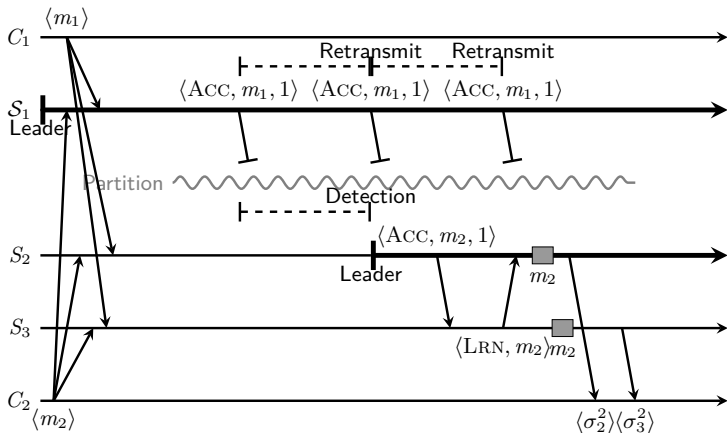 ⟨m₁⟩
C₁
Retransmit Retransmit
⟨ACC, m₁, 1⟩ ⟨ACC, m₁, 1⟩ ⟨ACC, m₁, 1⟩
S₁
Leader
Partition
Detection
⟨ACC, m₂, 1⟩
S₂
Leader
m₂
S₃
⟨LRN, m₂⟩ m₂
C₂
⟨m₂⟩
⟨σ₂²⟩⟨σ₃²⟩